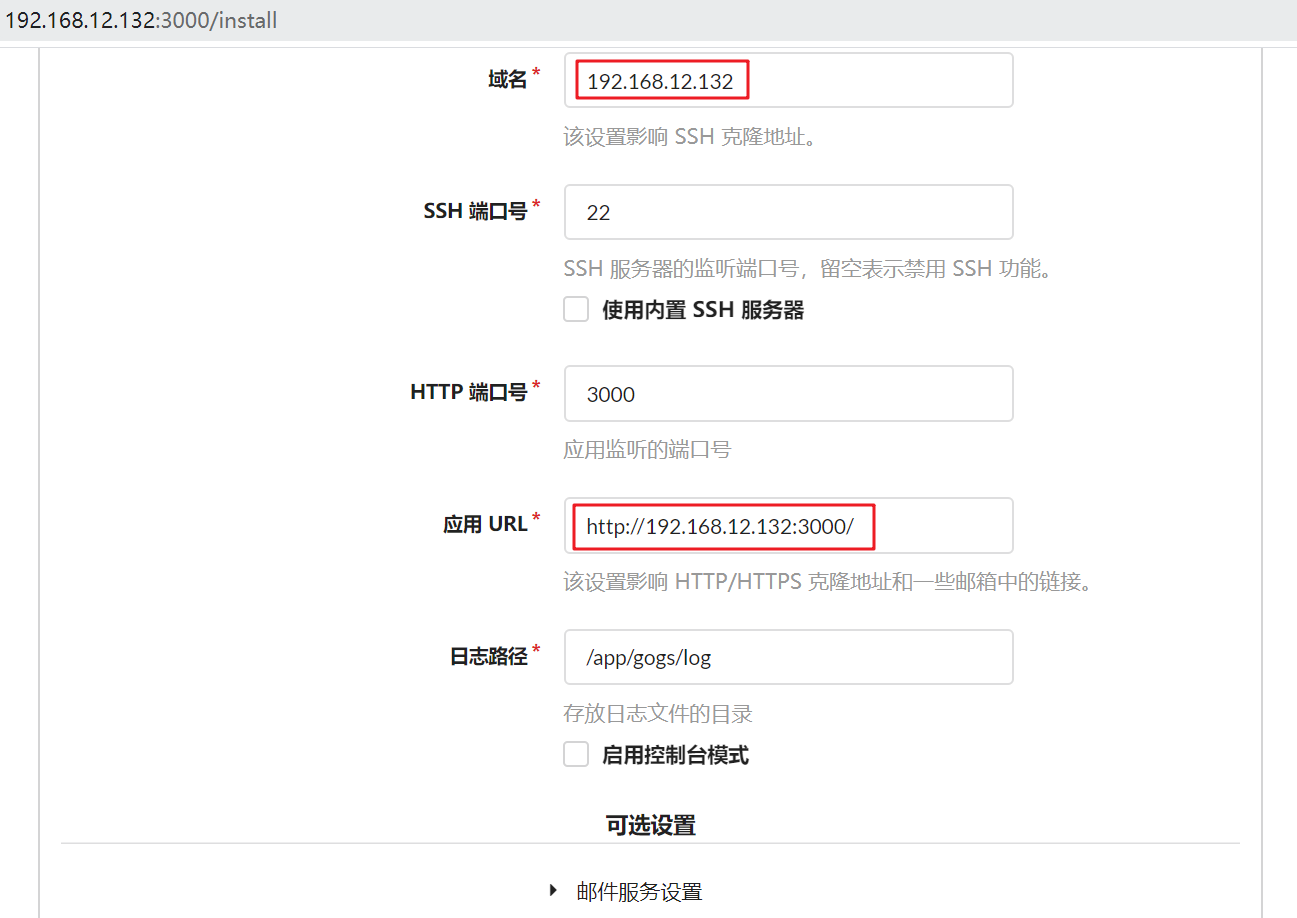 192.168.12.132:3000/install
域名*
192.168.12.132
该设置影响 SSH 克隆地址。
SSH 端口号*
22
SSH 服务器的监听端口号，留空表示禁用 SSH 功能。
使用内置 SSH 服务器
HTTP 端口号*
3000
应用监听的端口号
应用 URL*
http://192.168.12.132:3000/
该设置影响 HTTP/HTTPS 克隆地址和一些邮箱中的链接。
日志路径*
/app/gogs/log
存放日志文件的目录
启用控制台模式
可选设置
邮件服务设置